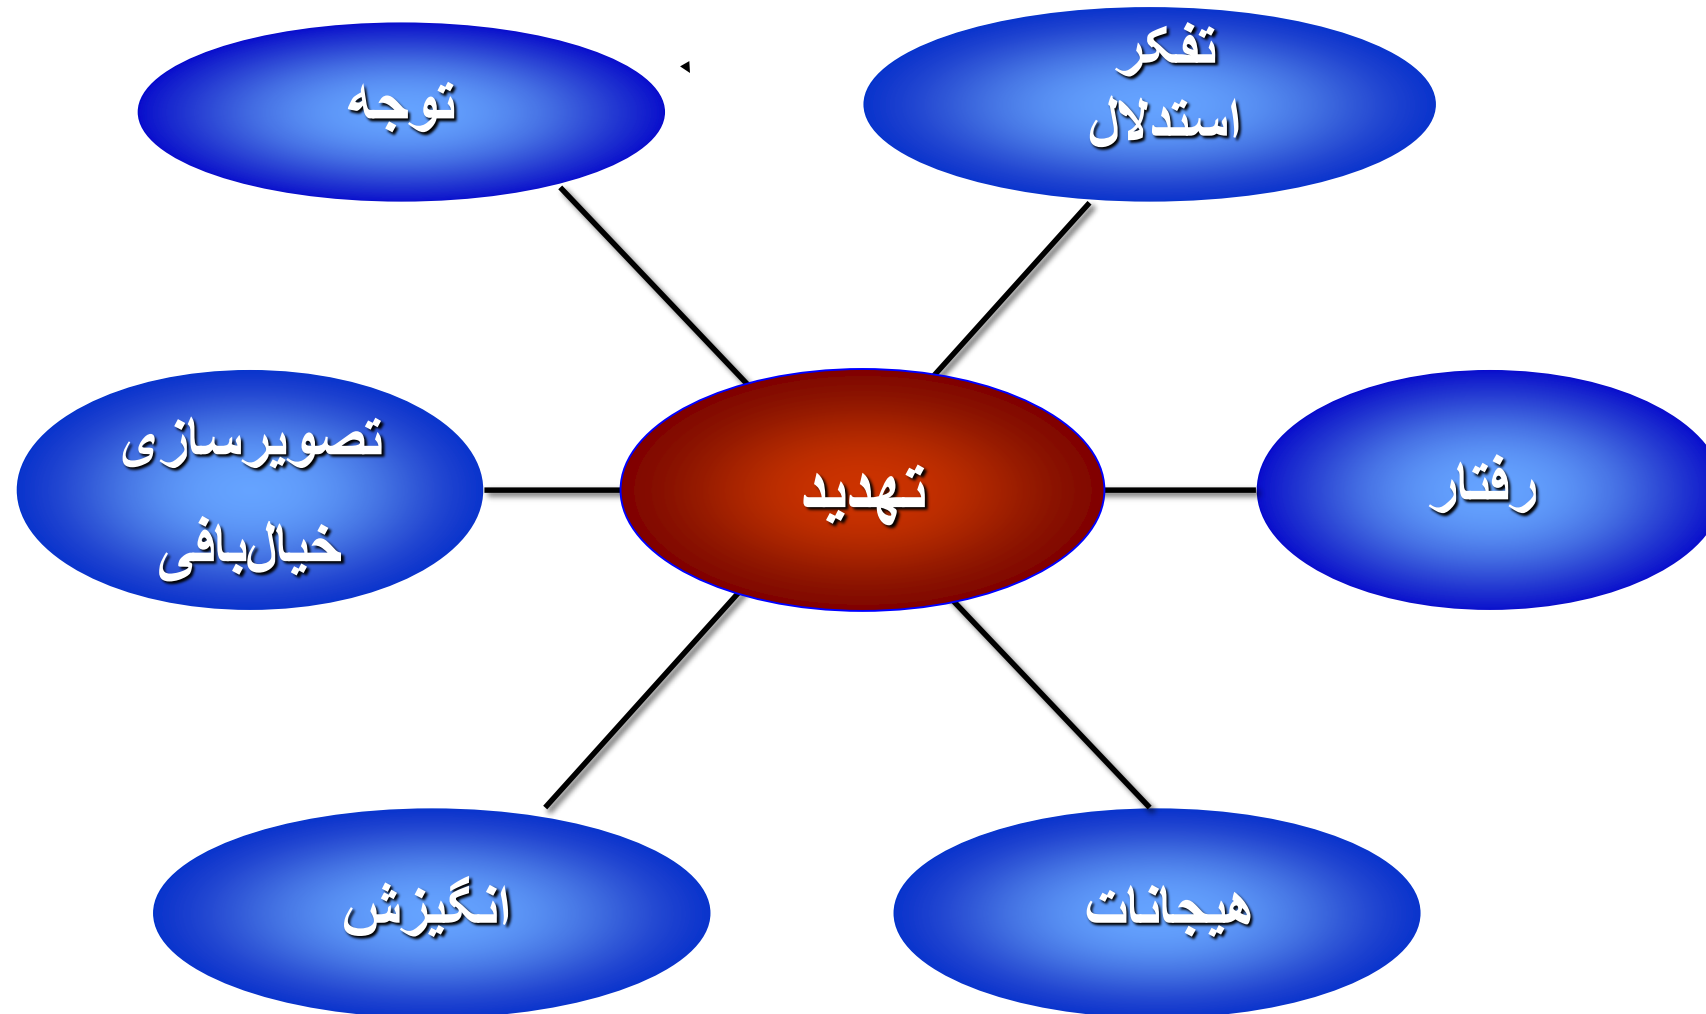 تفکر
استدلال
توجه
رفتار
تهدید
تصویرسازی
خیال‌بافی
هیجانات
انگیزش